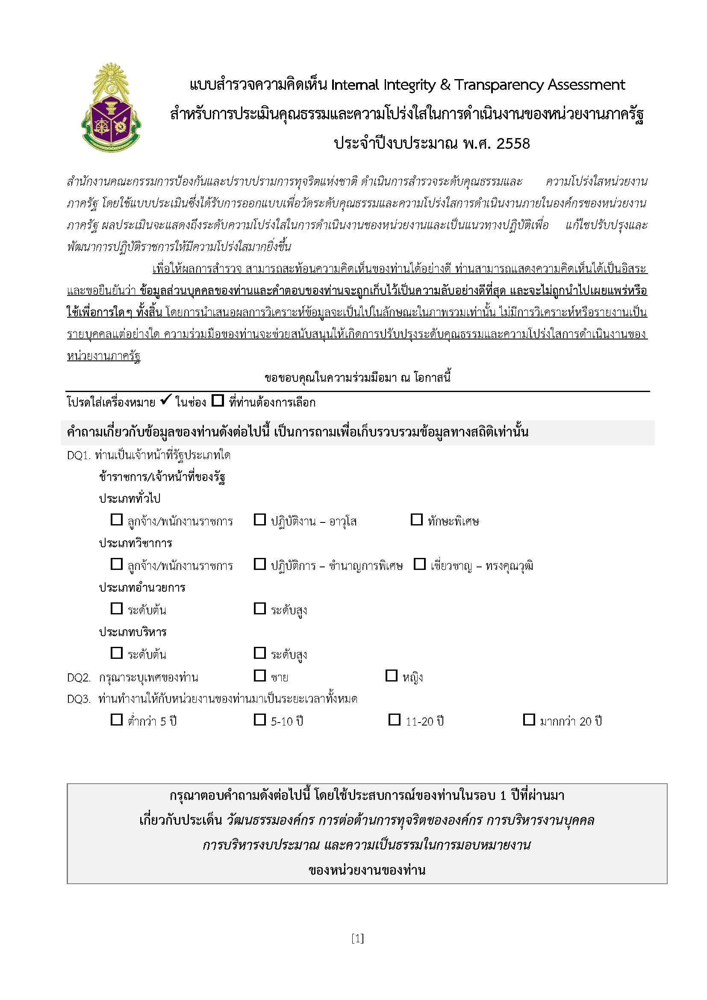 แบบสำรวจความคิดเห็น Internal Integrity & Transparency Assessment
สำหรับการประเมินคุณธรรมและความโปร่งใสในการดำเนินงานของหน่วยงานภาครัฐ
ประจำปีงบประมาณ พ.ศ. 2558
สำนักงานคณะกรรมการป้องกันและปราบปรามการทุจริตแห่งชาติ ดำเนินการสำรวจระดับคุณธรรมและ ความโปร่งใสหน่วยงาน
ภาครัฐ โดยใช้แบบประเมินซึ่งได้รับการออกแบบเพื่อวัดระดับคุณธรรมและความโปร่งใสการดำเนินงานภายในองค์กรของหน่วยงาน
ภาครัฐ ผลประเมินจะแสดงถึงระดับความโปร่งใสในการดำเนินงานของหน่วยงานและเป็นแนวทางปฏิบัติเพื่อ แก้ไขปรับปรุงและ
พัฒนาการปฏิบัติราชการให้มีความโปร่งใสมากยิ่งขึ้น
เพื่อให้ผลการสำรวจ สามารถสะท้อนความคิดเห็นของท่านได้อย่างดี ท่านสามารถแสดงความคิดเห็นได้เป็นอิสระ
และขอยืนยันว่า ข้อมูลส่วนบุคคลของท่านและคำตอบของท่านจะถูกเก็บไว้เป็นความลับอย่างดีที่สุด และจะไม่ถูกนำไปเผยแพร่หรือ
ใช้เพื่อการใดๆ ทั้งสิ้น โดยการนำเสนอผลการวิเคราะห์ข้อมูลจะเป็นไปในลักษณะในภาพรวมเท่านั้น ไม่มีการวิเคราะห์หรือรายงานเป็น
รายบุคคลแต่อย่างใด ความร่วมมือของท่านจะช่วยสนับสนุนให้เกิดการปรับปรุงระดับคุณธรรมและความโปร่งใสการดำเนินงานของ
หน่วยงานภาครัฐ
ขอขอบคุณในความร่วมมือมา ณ โอกาสนี้
โปรดใส่เครื่องหมาย ✓ ในช่อง ☐ ที่ท่านต้องการเลือก
คำถามเกี่ยวกับข้อมูลของท่านดังต่อไปนี้ เป็นการถามเพื่อเก็บรวบรวมข้อมูลทางสถิติเท่านั้น
DQ1. ท่านเป็นเจ้าหน้าที่รัฐประเภทใด
ข้าราชการ/เจ้าหน้าที่ของรัฐ
ประเภททั่วไป
☐ ลูกจ้าง/พนักงานราชการ ☐ ปฏิบัติงาน – อาวุโส ☐ ทักษะพิเศษ
ประเภทวิชาการ
☐ ลูกจ้าง/พนักงานราชการ ☐ ปฏิบัติการ – ชำนาญการพิเศษ ☐ เชี่ยวชาญ – ทรงคุณวุฒิ
ประเภทอำนวยการ
☐ ระดับต้น ☐ ระดับสูง
ประเภทบริหาร
☐ ระดับต้น ☐ ระดับสูง
DQ2. กรุณาระบุเพศของท่าน ☐ ชาย ☐ หญิง
DQ3. ท่านทำงานให้กับหน่วยงานของท่านมาเป็นระยะเวลาทั้งหมด
☐ ต่ำกว่า 5 ปี ☐ 5-10 ปี ☐ 11-20 ปี ☐ มากกว่า 20 ปี
กรุณาตอบคำถามดังต่อไปนี้ โดยใช้ประสบการณ์ของท่านในรอบ 1 ปีที่ผ่านมา
เกี่ยวกับประเด็น วัฒนธรรมองค์กร การต่อต้านการทุจริตขององค์กร การบริหารงานบุคคล
การบริหารงบประมาณ และความเป็นธรรมในการมอบหมายงาน
ของหน่วยงานของท่าน
[1]